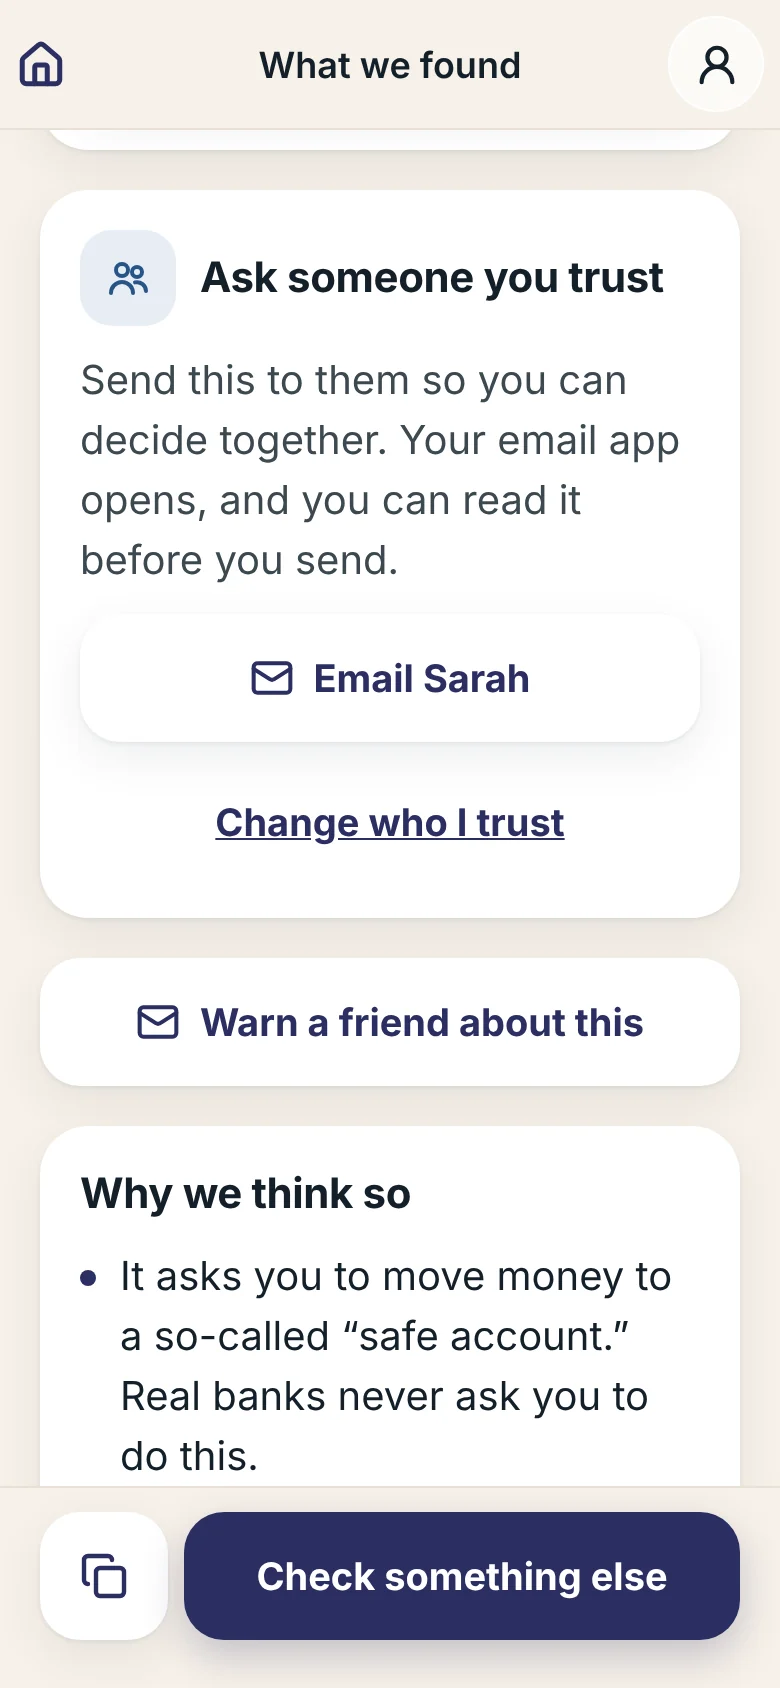 What we found
Ask someone you trust
Send this to them so you can
decide together. Your email app
opens, and you can read it
before you send.
Email Sarah
Change who I trust
Warn a friend about this
Why we think so
• It asks you to move money to
a so-called “safe account.”
Real banks never ask you to
do this.
Check something else